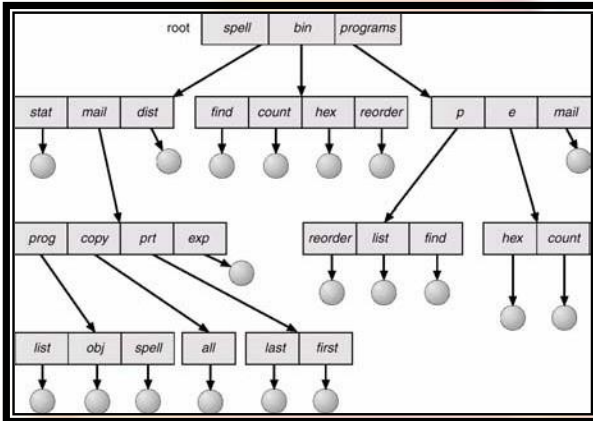 root spell bin programs
stat mail dist find count hex reorder p e mail
prog copy prt exp reorder list find hex count
list obj spell all last first